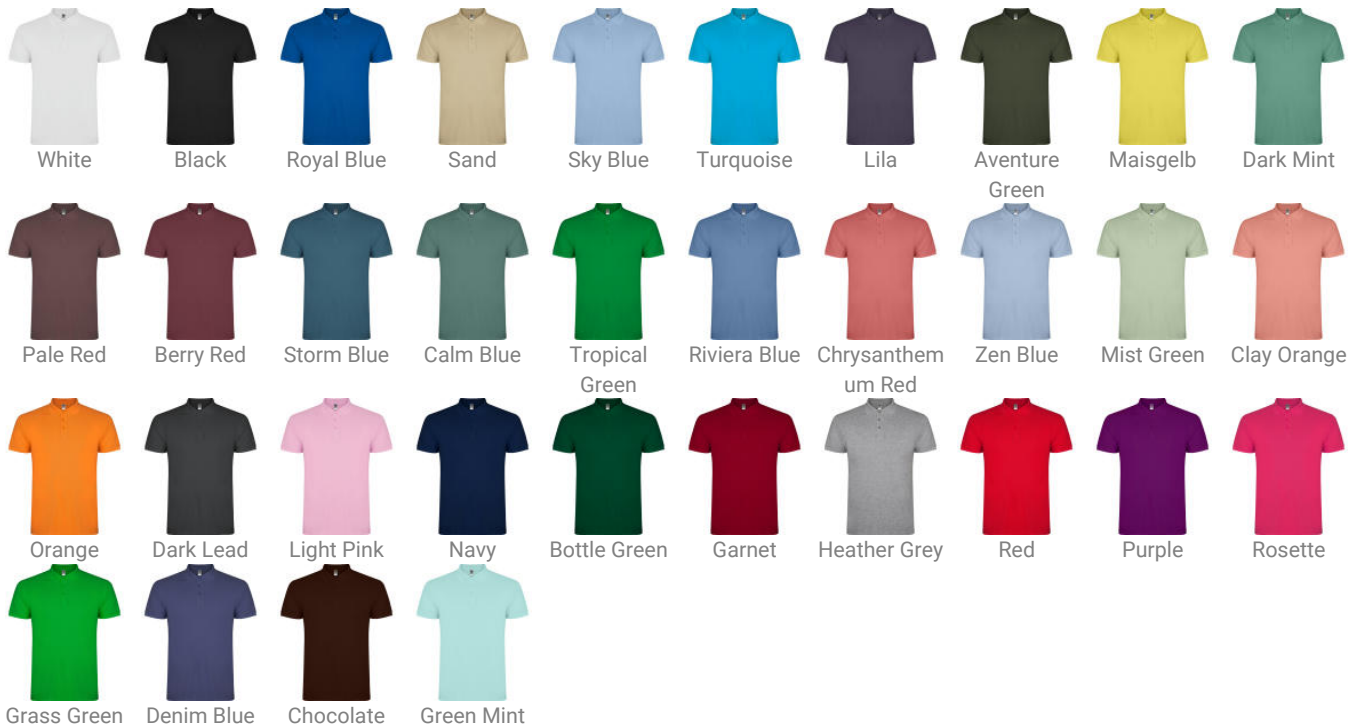 White
Black
Royal Blue
Sand
Sky Blue
Turquoise
Lila
Aventure
Green
Maisgelb
Dark Mint
Pale Red
Berry Red
Storm Blue
Calm Blue
Tropical
Green
Riviera Blue
Chrysanthem
um Red
Zen Blue
Mist Green
Clay Orange
Orange
Dark Lead
Light Pink
Navy
Bottle Green
Garnet
Heather Grey
Red
Purple
Rosette
Grass Green
Denim Blue
Chocolate
Green Mint